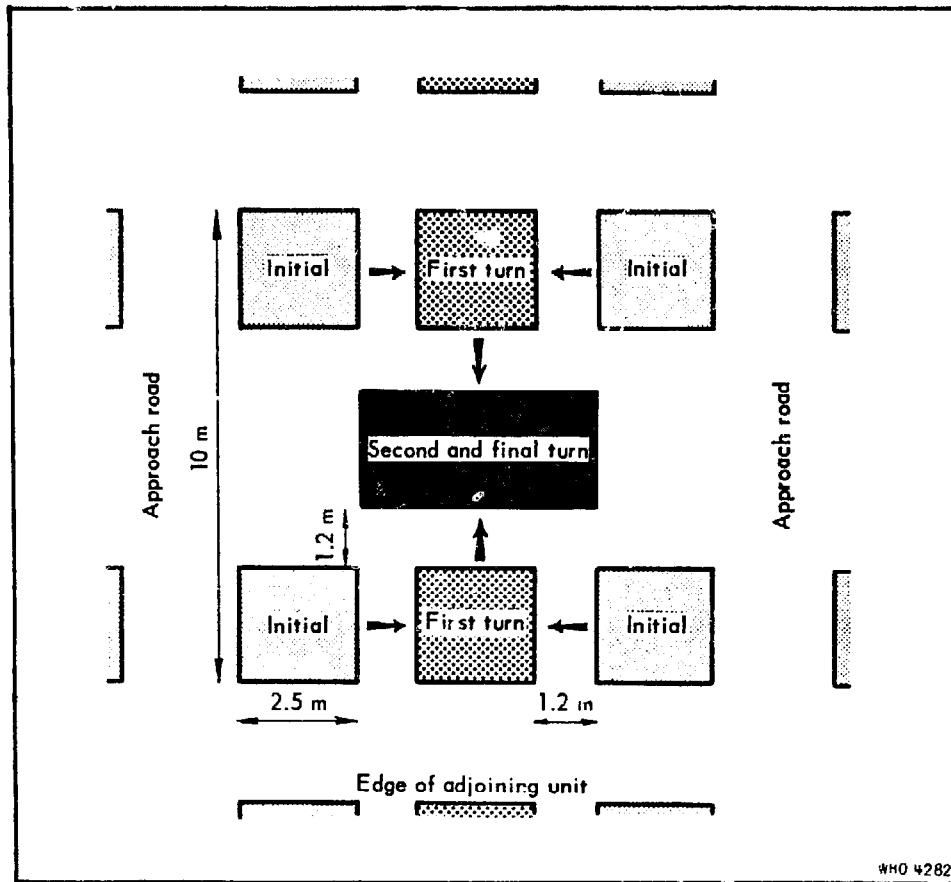 Initial
First turn
Initial
Approach road
10 m
Second and final turn
Approach road
1.2 m
Initial
First turn
Initial
2.5 m
1.2 m
Edge of adjoining unit
WHO 4282